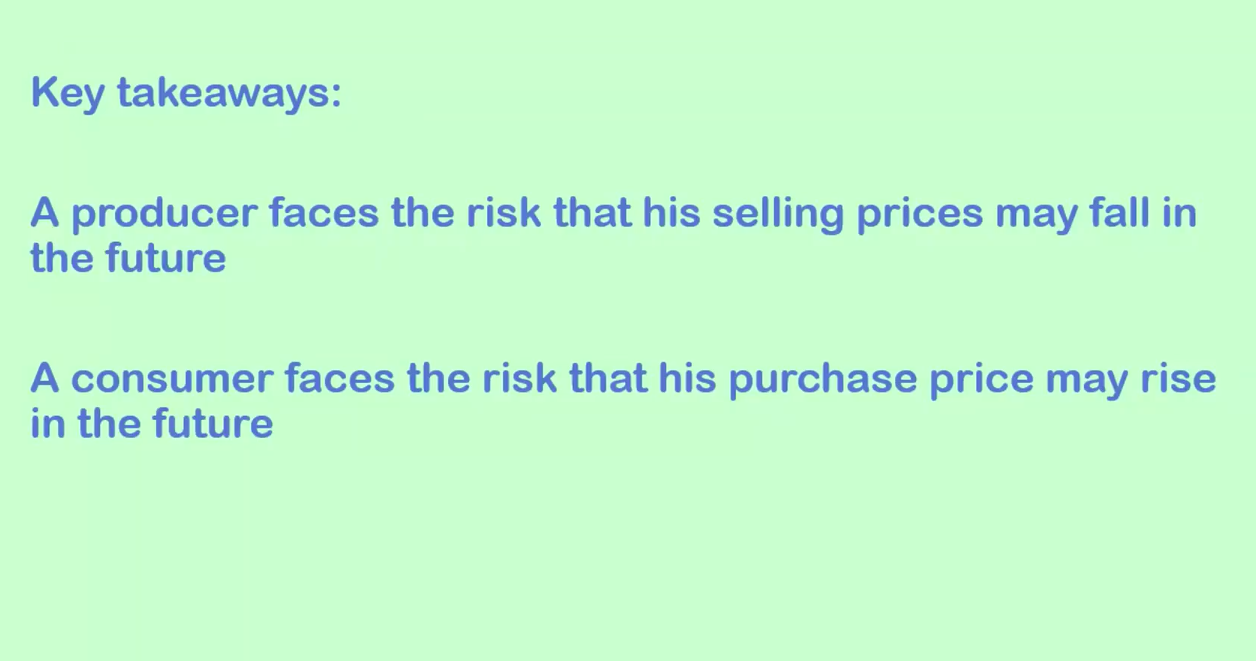 Key takeaways:
A producer faces the risk that his selling prices may fall in
the future
A consumer faces the risk that his purchase price may rise
in the future